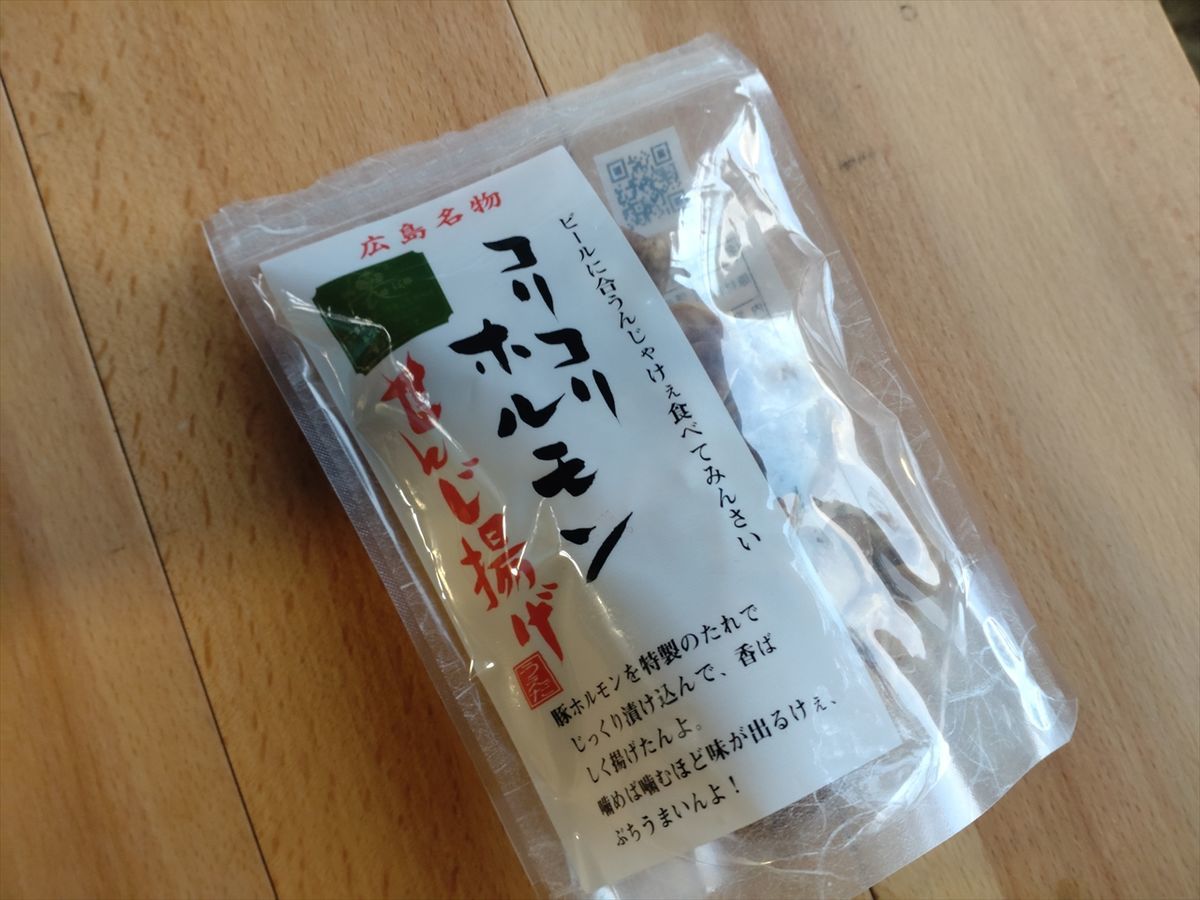 広島名物
ビールに合うんじゃけぇ食べてみんさい
コリコリ
ホルモン
せんじ揚げ
うえだ
豚ホルモンを特製のたれで
じっくり漬け込んで、香ば
しく揚げたんよ。
噛めば噛むほど味が出るけぇ、
ぶちうまいんよ！